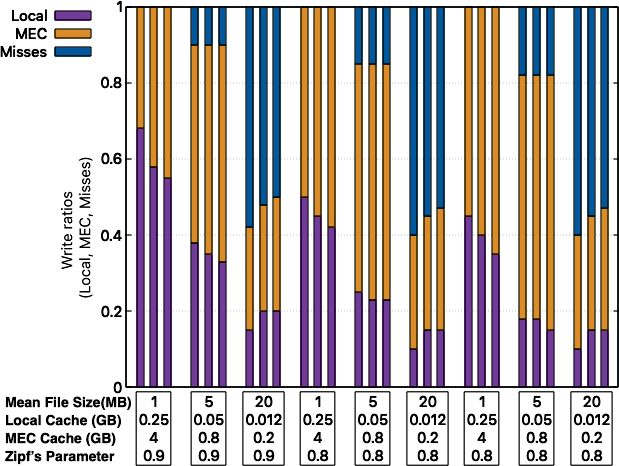 Local
MEC
Misses
1
0.8
0.6
0.4
0.2
0
Write ratios
(Local, MEC, Misses)
Mean File Size(MB) 1 5 20 1 5 20 1 5 20
Local Cache (GB) 0.25 0.05 0.012 0.25 0.05 0.012 0.25 0.05 0.012
MEC Cache (GB) 4 0.8 0.2 4 0.8 0.2 4 0.8 0.2
Zipf's Parameter 0.9 0.9 0.9 0.8 0.8 0.8 0.8 0.8 0.8